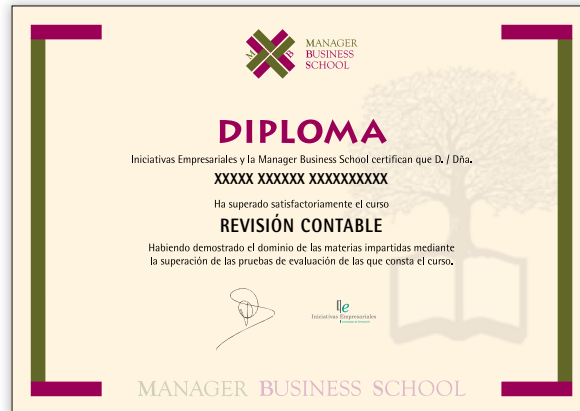 M B
MANAGER
BUSINESS
SCHOOL
DIPLOMA
Iniciativas Empresariales y la Manager Business School certifican que D. / Dña.
XXXXX XXXXXX XXXXXXXXXX
Ha superado satisfactoriamente el curso
REVISIÓN CONTABLE
Habiendo demostrado el dominio de las materias impartidas mediante
la superación de las pruebas de evaluación de las que consta el curso.
Ie
Iniciativas Empresariales
MANAGER BUSINESS SCHOOL